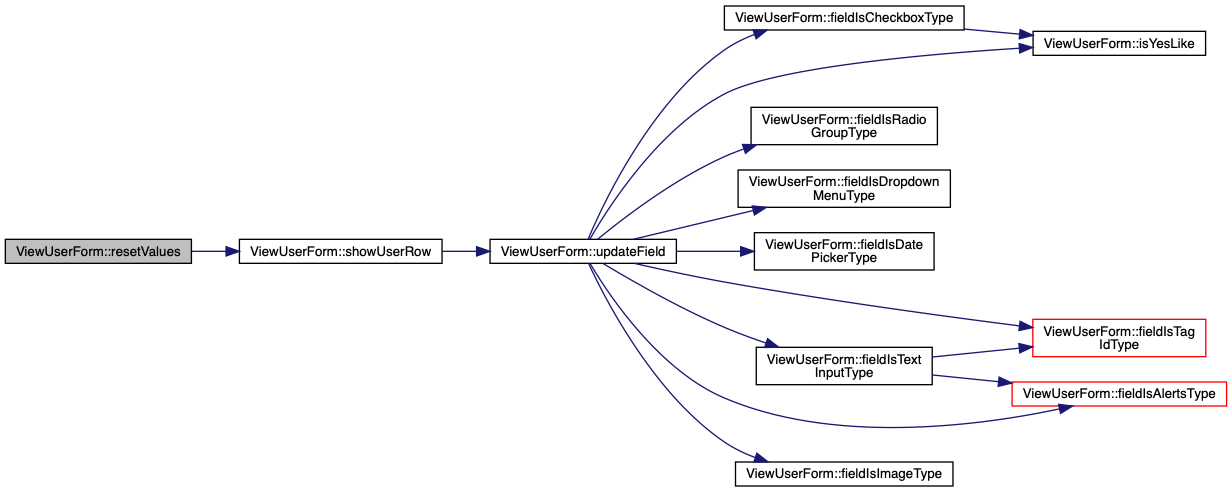 ViewUserForm::fieldIsCheckboxType
ViewUserForm::isYesLike
ViewUserForm::fieldIsRadio
GroupType
ViewUserForm::fieldIsDropdown
MenuType
ViewUserForm::resetValues
ViewUserForm::showUserRow
ViewUserForm::updateField
ViewUserForm::fieldIsDate
PickerType
ViewUserForm::fieldIsTag
IdType
ViewUserForm::fieldIsText
InputType
ViewUserForm::fieldIsAlertsType
ViewUserForm::fieldIsImageType